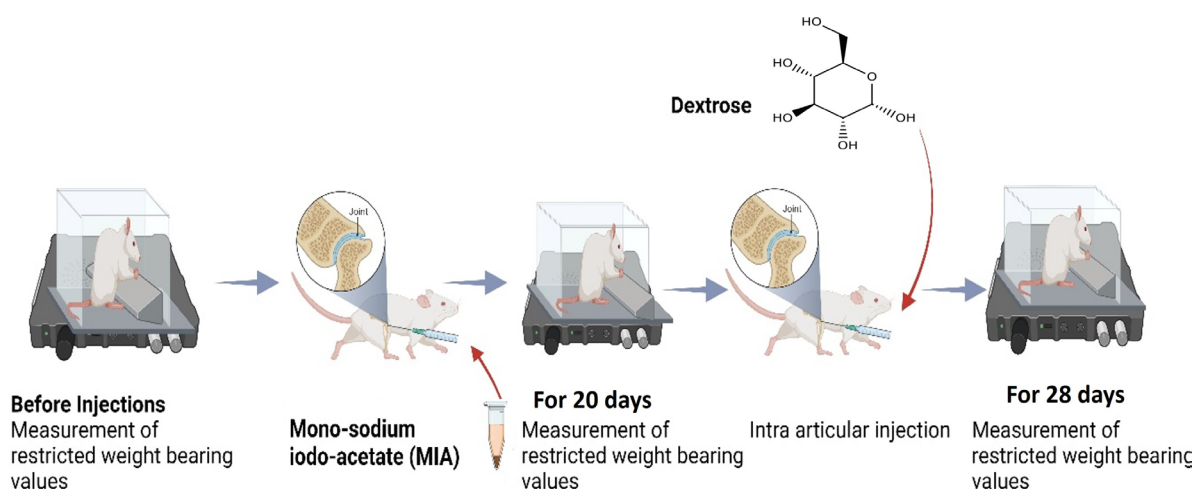 HO
HO
O
Dextrose
HO
OH
OH
Joint
Joint
Before Injections
Measurement of
restricted weight bearing
values
Mono-sodium
iodo-acetate (MIA)
For 20 days
Measurement of
restricted weight bearing
values
Intra articular injection
For 28 days
Measurement of
restricted weight bearing
values